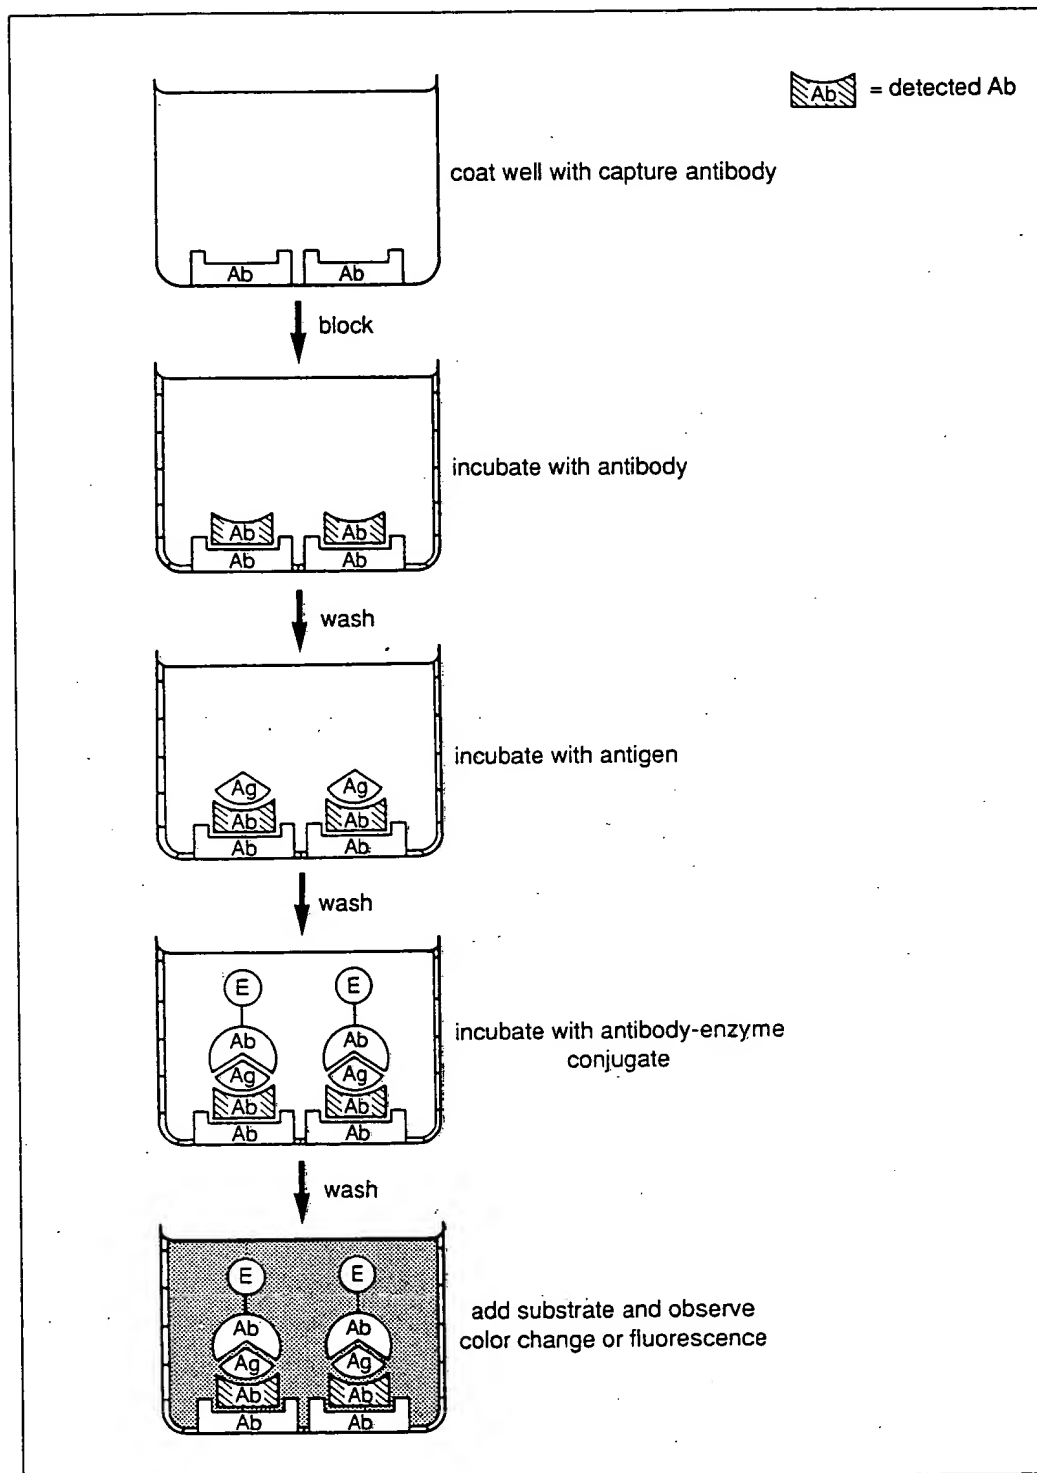 Ab = detected Ab
coat well with capture antibody
Ab Ab
block
incubate with antibody
Ab Ab
Ab Ab
wash
incubate with antigen
Ag Ag
Ab Ab
Ab Ab
wash
E E
incubate with antibody-enzyme
conjugate
Ab Ab
Ag Ag
Ab Ab
Ab Ab
wash
E E
add substrate and observe
color change or fluorescence
Ab Ab
Ag Ag
Ab Ab
Ab Ab